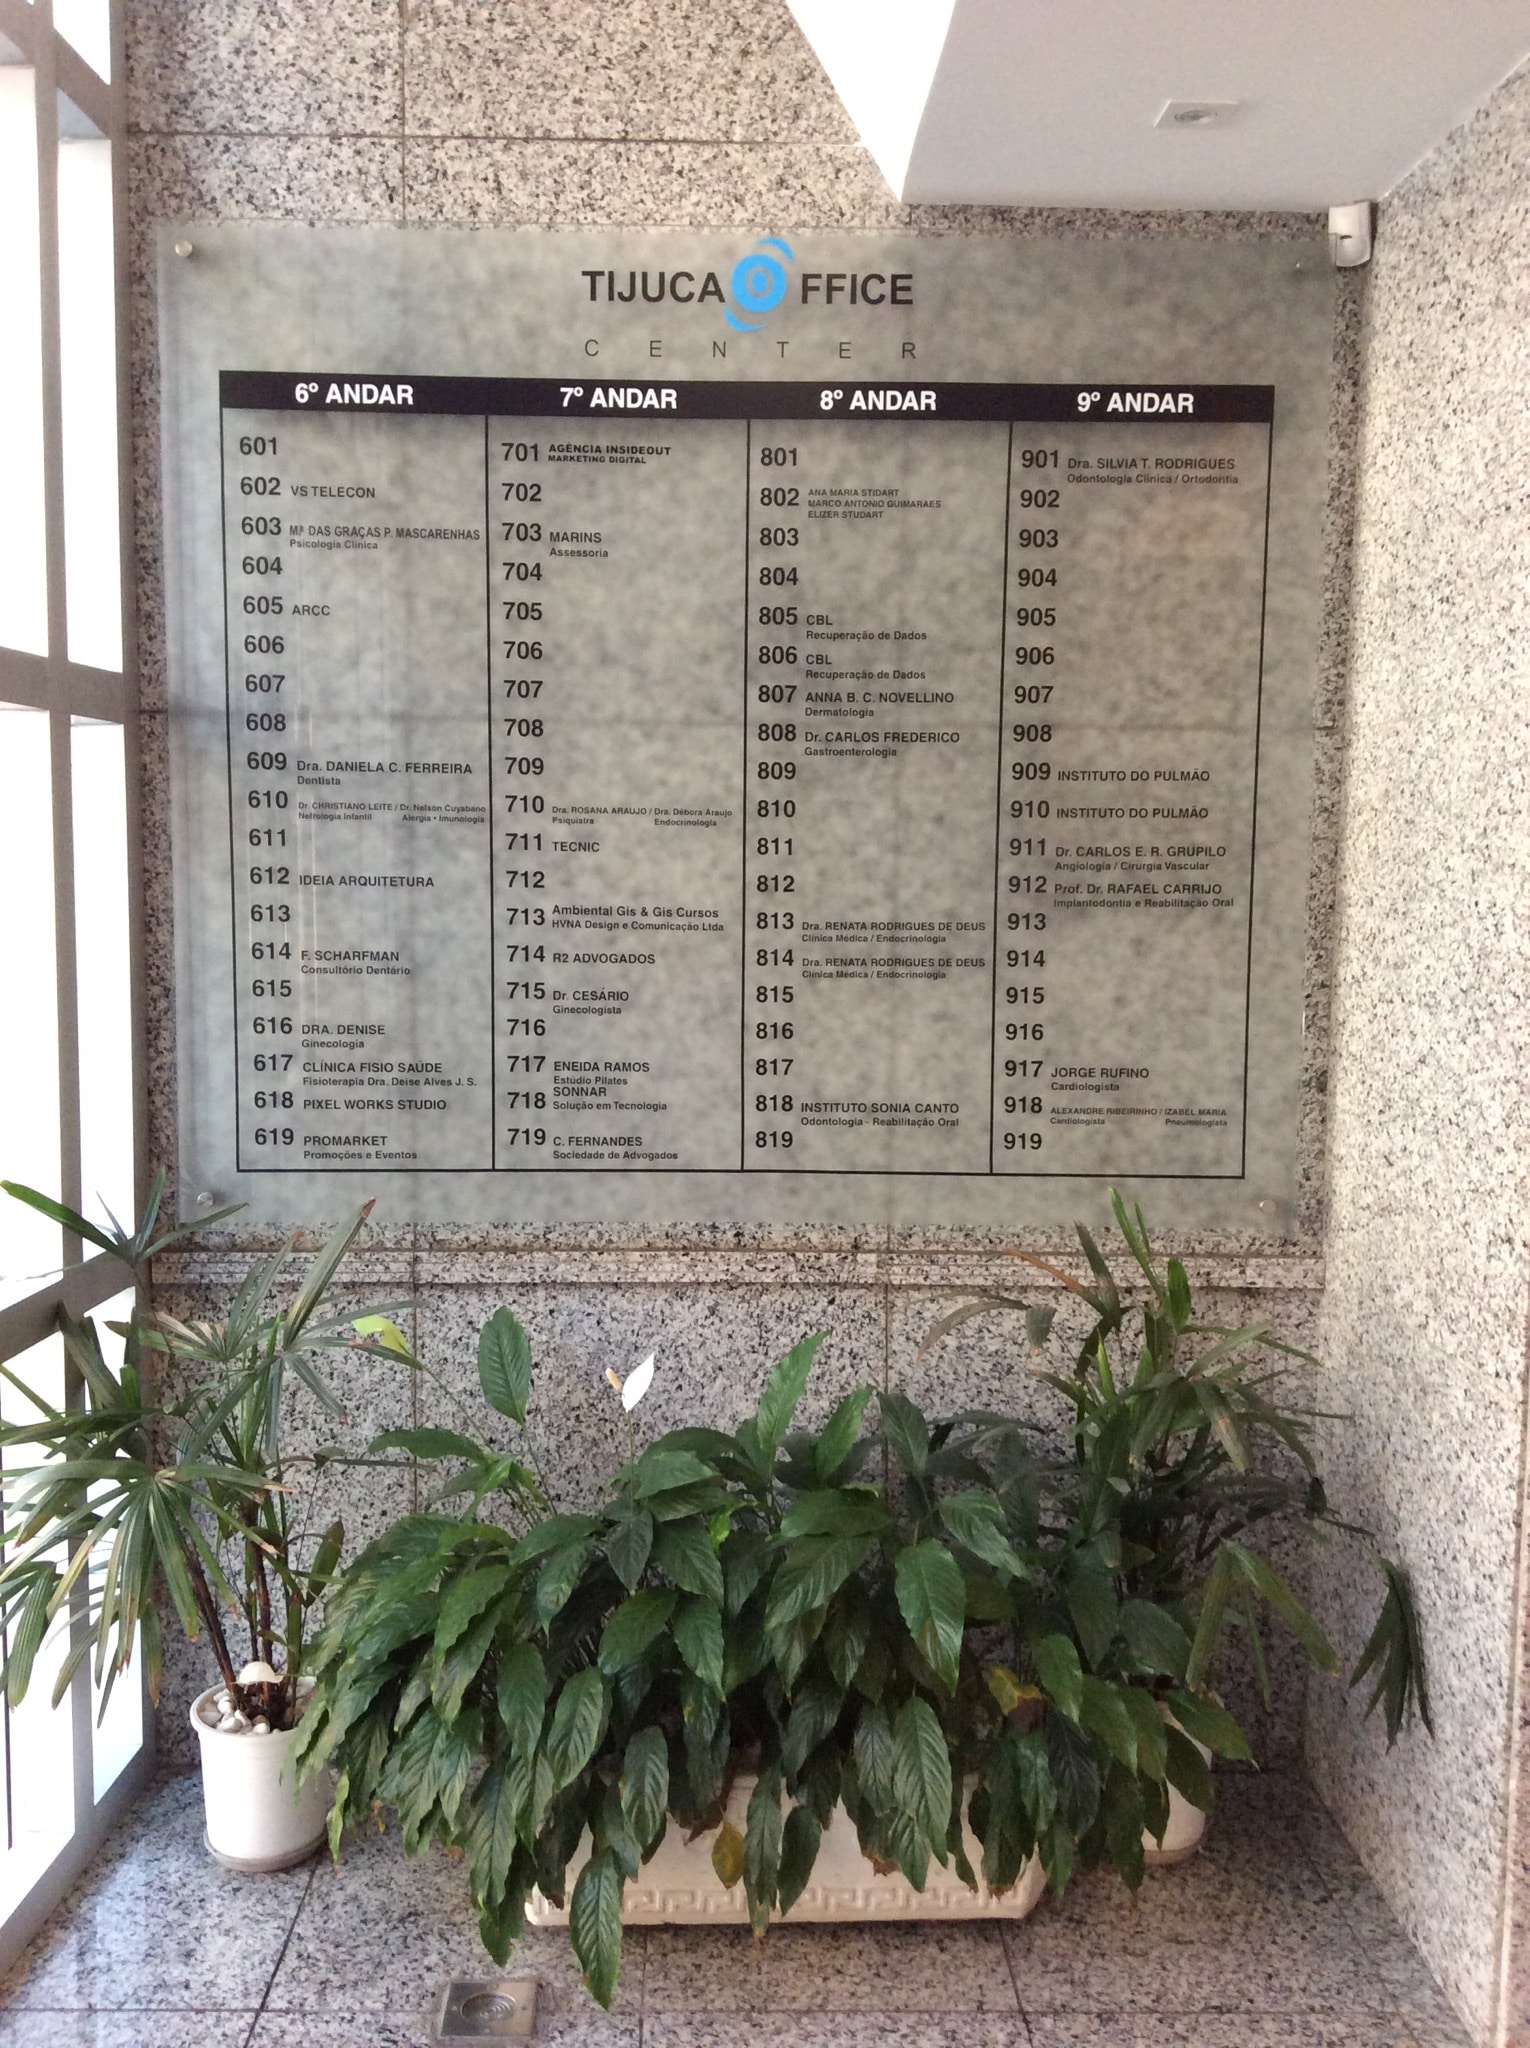 TIJUCA OFFICE
CENTER
6º ANDAR
601
602 VS TELECON
603 Mª DAS GRAÇAS P. MASCARENHAS
Psicologia Clínica
604
605 ARCC
606
607
608
609 Dra. DANIELA C. FERREIRA
Dentista
610 Dr. CHRISTIANO LEITE / Dr. Nelson Cuyabano
Nefrologia Infantil Alergia • Imunologia
611
612 IDEIA ARQUITETURA
613
614 F. SCHARFMAN
Consultório Dentário
615
616 DRA. DENISE
Ginecologia
617 CLÍNICA FISIO SAÚDE
Fisioterapia Dra. Deise Alves J. S.
618 PIXEL WORKS STUDIO
619 PROMARKET
Promoções e Eventos
7º ANDAR
701 AGÊNCIA INSIDEOUT
MARKETING DIGITAL
702
703 MARINS
Assessoria
704
705
706
707
708
709
710 Dra. ROSANA ARAUJO / Dra. Débora Araujo
Psiquiatra Endocrinologia
711 TECNIC
712
713 Ambiental Gis & Gis Cursos
HVNA Design e Comunicação Ltda
714 R2 ADVOGADOS
715 Dr. CESÁRIO
Ginecologista
716
717 ENEIDA RAMOS
Estúdio Pilates
718 SONNAR
Solução em Tecnologia
719 C. FERNANDES
Sociedade de Advogados
8º ANDAR
801
802 ANA MARIA STIDART
MARCO ANTONIO GUIMARAES
ELIZER STUDART
803
804
805 CBL
Recuperação de Dados
806 CBL
Recuperação de Dados
807 ANNA B. C. NOVELLINO
Dermatologia
808 Dr. CARLOS FREDERICO
Gastroenterologia
809
810
811
812
813 Dra. RENATA RODRIGUES DE DEUS
Clínica Médica / Endocrinologia
814 Dra. RENATA RODRIGUES DE DEUS
Clínica Médica / Endocrinologia
815
816
817
818 INSTITUTO SONIA CANTO
Odontologia - Reabilitação Oral
819
9º ANDAR
901 Dra. SILVIA T. RODRIGUES
Odontologia Clínica / Ortodontia
902
903
904
905
906
907
908
909 INSTITUTO DO PULMÃO
910 INSTITUTO DO PULMÃO
911 Dr. CARLOS E. R. GRUPILO
Angiologia / Cirurgia Vascular
912 Prof. Dr. RAFAEL CARRIJO
Implantodontia e Reabilitação Oral
913
914
915
916
917 JORGE RUFINO
Cardiologista
918 ALEXANDRE RIBEIRINHO / IZABEL MARIA
Cardiologista Pneumologista
919